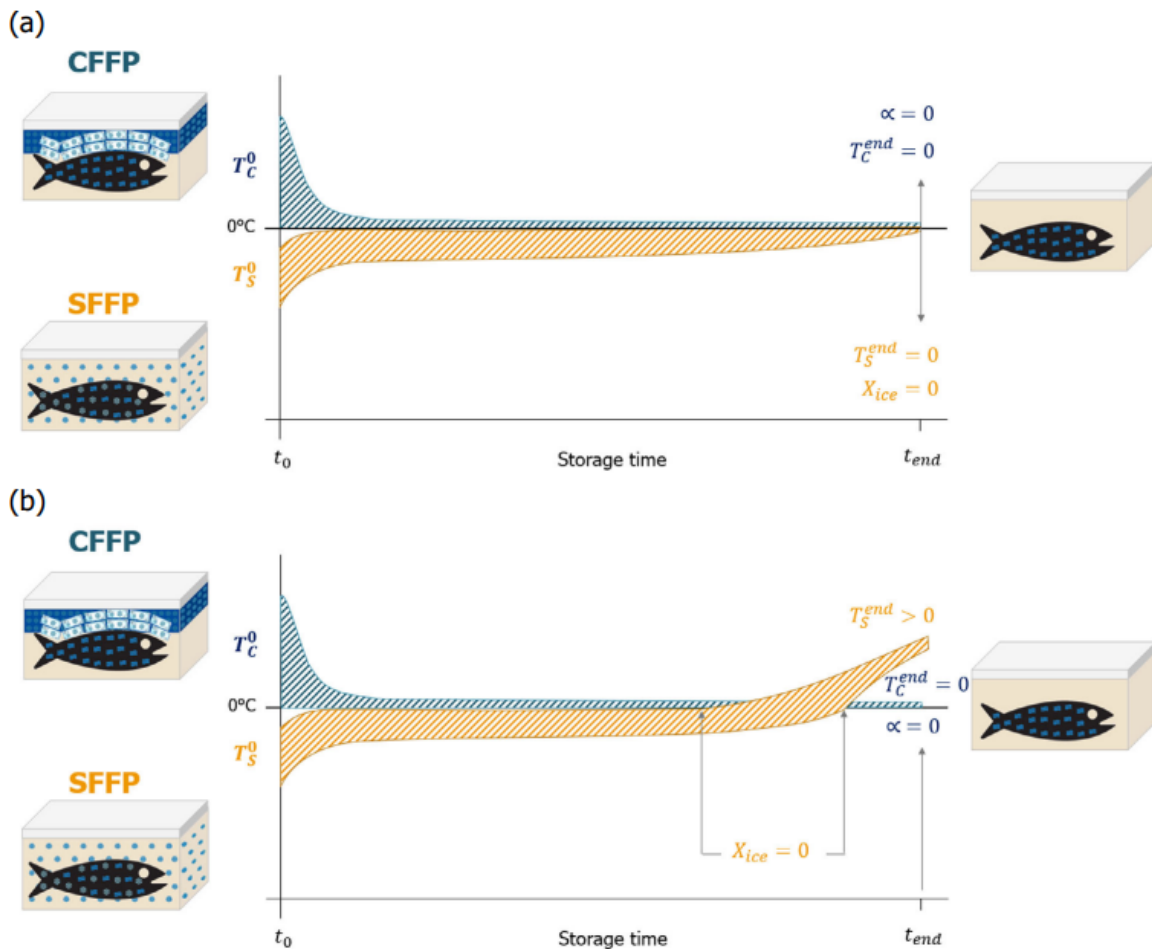 (a)
CFFP
T_C^0
0°C
T_S^0
SFFP
∝ = 0
T_C^end = 0
T_S^end = 0
X_ice = 0
t_0
Storage time
t_end
(b)
CFFP
T_C^0
0°C
T_S^0
SFFP
T_S^end > 0
T_C^end = 0
∝ = 0
X_ice = 0
t_0
Storage time
t_end